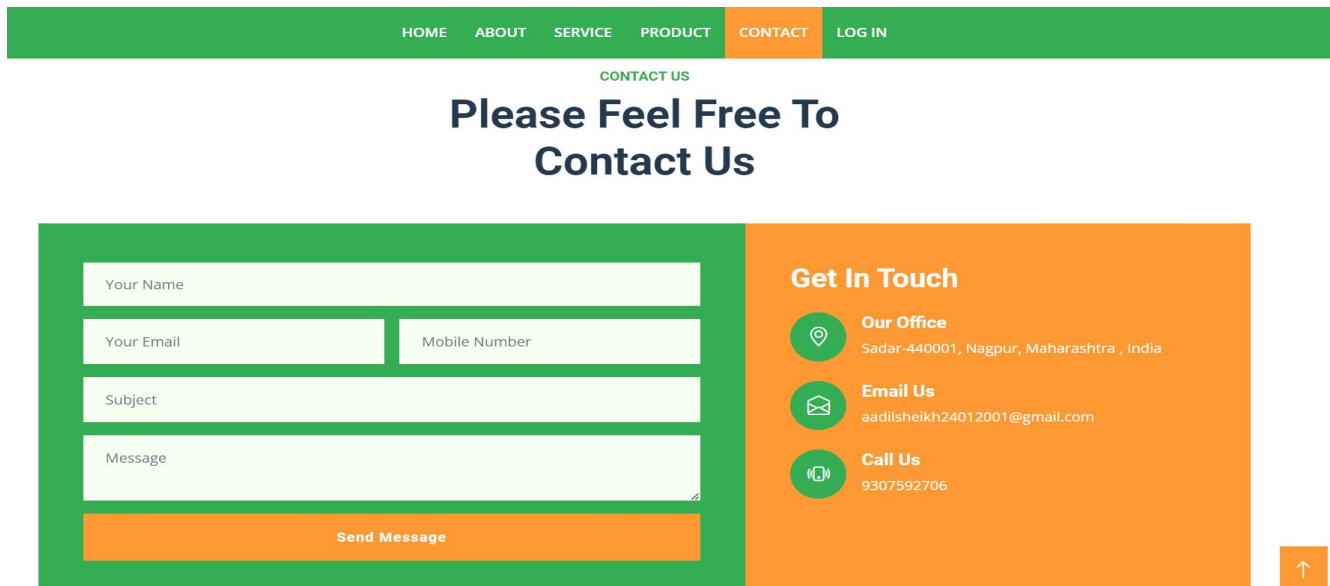 HOME ABOUT SERVICE PRODUCT CONTACT LOG IN
CONTACT US
Please Feel Free To
Contact Us
Your Name
Your Email Mobile Number
Subject
Message
Send Message
Get In Touch
Our Office
Sadar-440001, Nagpur, Maharashtra , India
Email Us
aadilsheikh24012001@gmail.com
Call Us
9307592706